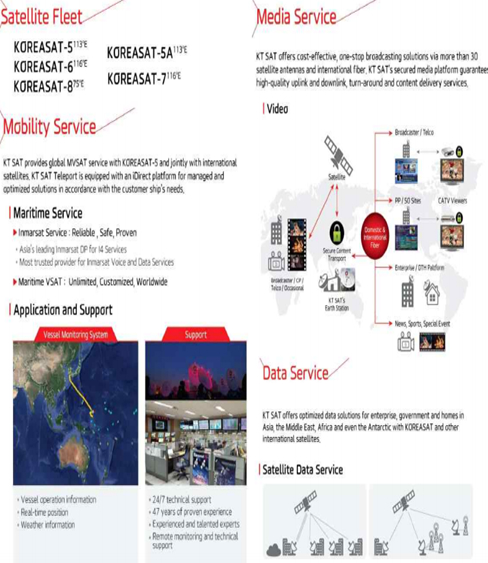 Satellite Fleet
KOREASAT-5 113°E
KOREASAT-6 116°E
KOREASAT-8 75°E
KOREASAT-5A 113°E
KOREASAT-7 116°E
Mobility Service
KT SAT provides global MVSAT service with KOREASAT-5 and jointly with international
satellites. KT SAT Teleport is equipped with an iDirect platform for managed and
optimized solutions in accordance with the customer ship's needs.
Maritime Service
Inmarsat Service : Reliable , Safe, Proven
• Asia's leading Inmarsat DP for I4 Services
• Most trusted provider for Inmarsat Voice and Data Services
Maritime VSAT : Unlimited, Customized, Worldwide
Application and Support
Vessel Monitoring System
• Vessel operation information
• Real-time position
• Weather information
Support
• 24/7 technical support
• 47 years of proven experience
• Experienced and talented experts
• Remote monitoring and technical
support
Media Service
KT SAT offers cost-effective, one-stop broadcasting solutions via more than 30
satellite antennas and international fiber. KT SAT's secured media platform guarantees
high-quality uplink and downlink, turn-around and content delivery services.
Video
Satellite
Broadcaster / CP /
Telco / Occasional
Secure Content
Transport
KT SAT's
Earth Station
Domestic &
International
Fiber
Broadcaster / Telco
PP / SO Sites
CATV Viewers
Enterprise / DTH Paltform
News, Sports, Special Event
Data Service
KT SAT offers optimized data solutions for enterprise, government and homes in
Asia, the Middle East, Africa and even the Antarctic with KOREASAT and other
international satellites.
Satellite Data Service